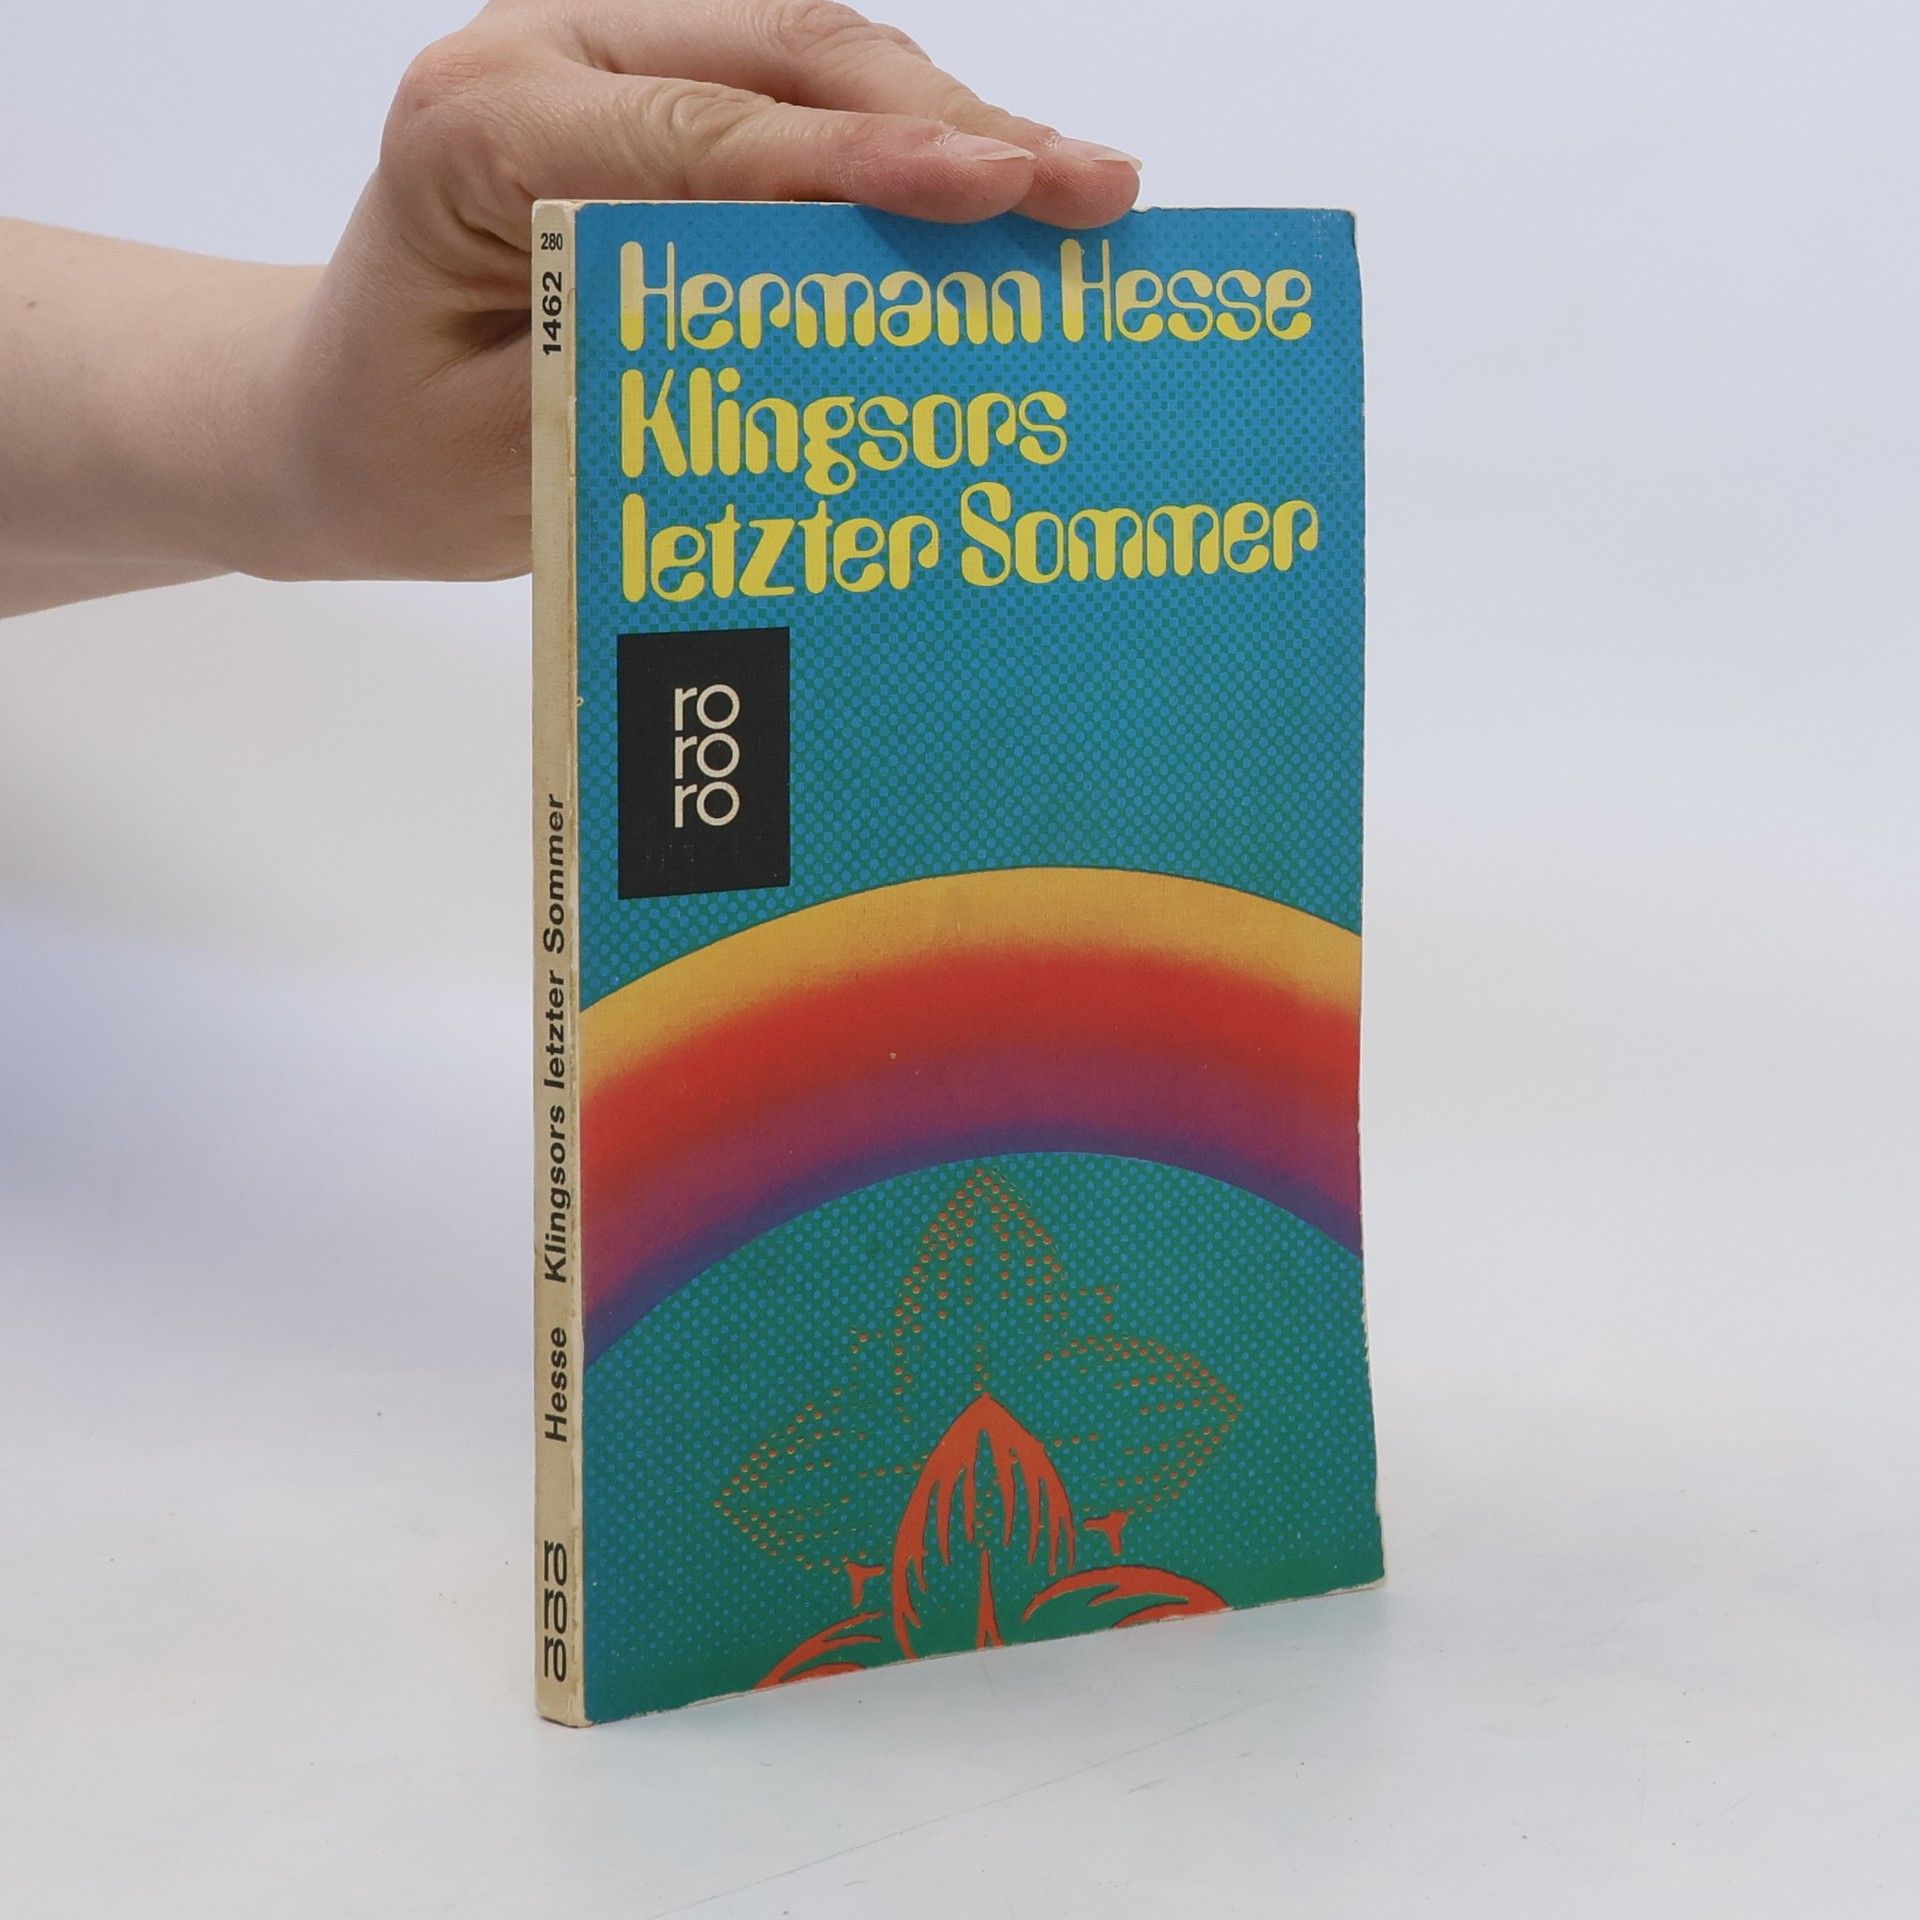 Hermann Hesse
Klingsors
letzter Sommer
ro
ro
ro
280
1462
Hesse Klingsors letzter Sommer
ro
ro
ro